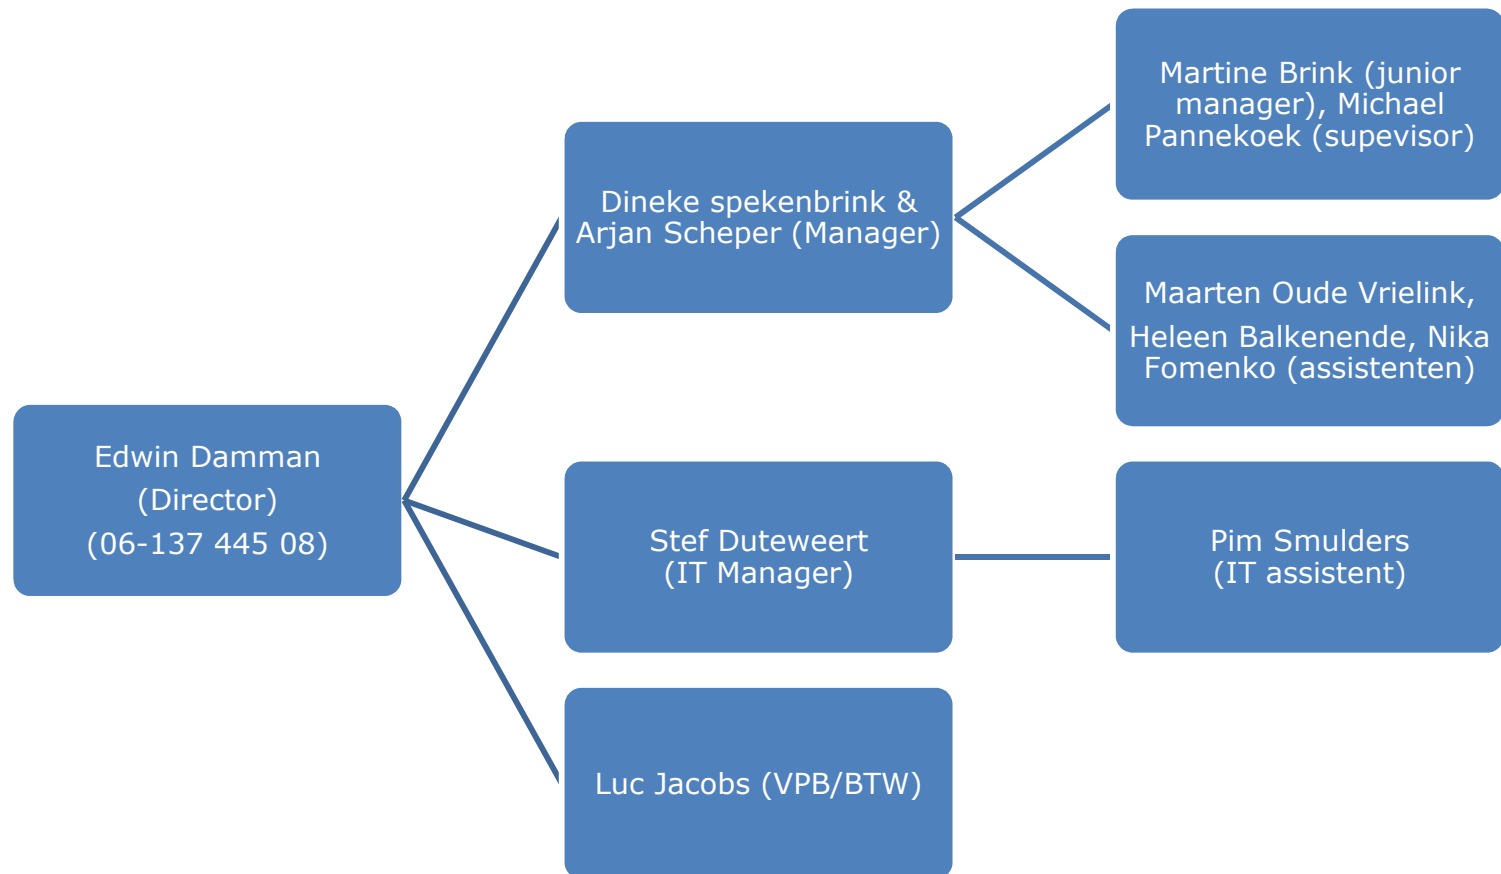 Martine Brink (junior
manager), Michael
Pannekoek (supevisor)
Dineke spekenbrink &
Arjan Scheper (Manager)
Maarten Oude Vrielink,
Heleen Balkenende, Nika
Fomenko (assistenten)
Edwin Damman
(Director)
(06-137 445 08)
Stef Duteweert
(IT Manager)
Pim Smulders
(IT assistent)
Luc Jacobs (VPB/BTW)